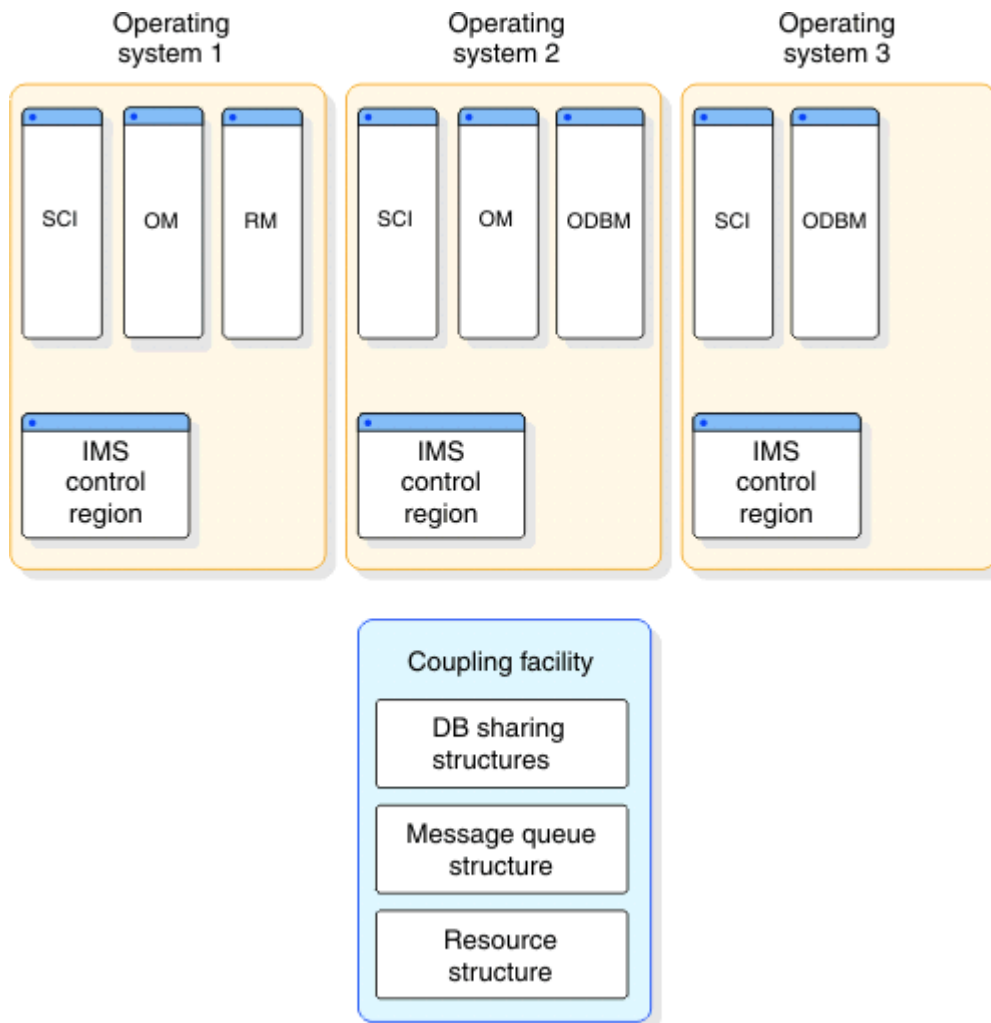 Operating
system 1
Operating
system 2
Operating
system 3
SCI
OM
RM
SCI
OM
ODBM
SCI
ODBM
IMS
control
region
IMS
control
region
IMS
control
region
Coupling facility
DB sharing
structures
Message queue
structure
Resource
structure